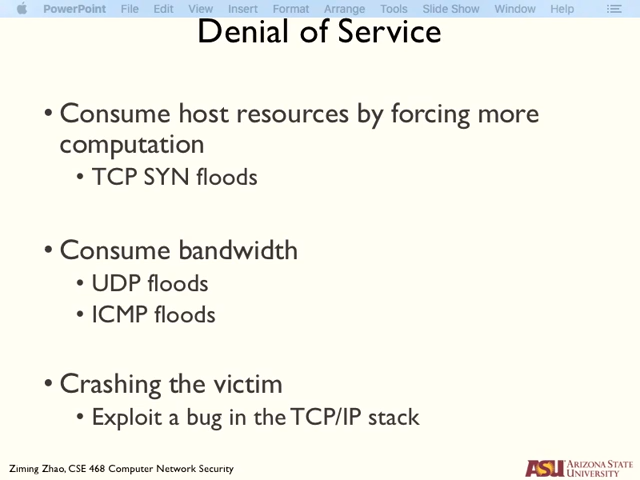 PowerPoint File Edit View Insert Format Arrange Tools Slide Show Window Help
Denial of Service
• Consume host resources by forcing more
computation
• TCP SYN floods
• Consume bandwidth
• UDP floods
• ICMP floods
• Crashing the victim
• Exploit a bug in the TCP/IP stack
Ziming Zhao, CSE 468 Computer Network Security
ASU ARIZONA STATE
UNIVERSITY